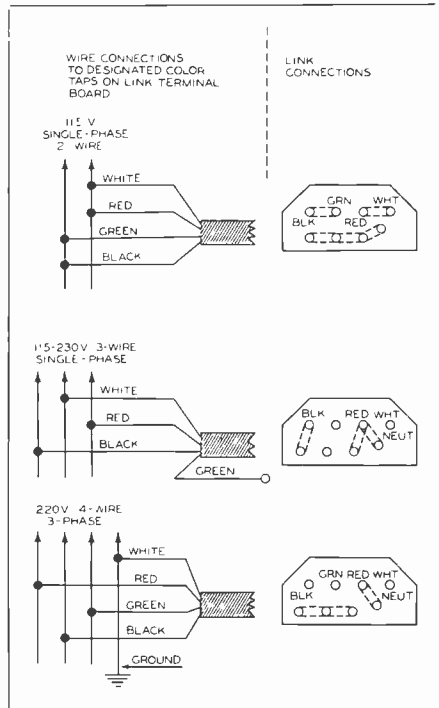 WIRE CONNECTIONS
TO DESIGNATED COLOR
TAPS ON LINK TERMINAL
BOARD
LINK
CONNECTIONS
115 V
SINGLE-PHASE
2 WIRE
WHITE
RED
GREEN
BLACK
GRN WHT
BLK RED
115-230V 3-WIRE
SINGLE-PHASE
WHITE
RED
BLACK
GREEN
BLK RED WHT
NEUT
220V 4-WIRE
3-PHASE
WHITE
RED
GREEN
BLACK
GROUND
GRN RED WHT
BLK NEUT